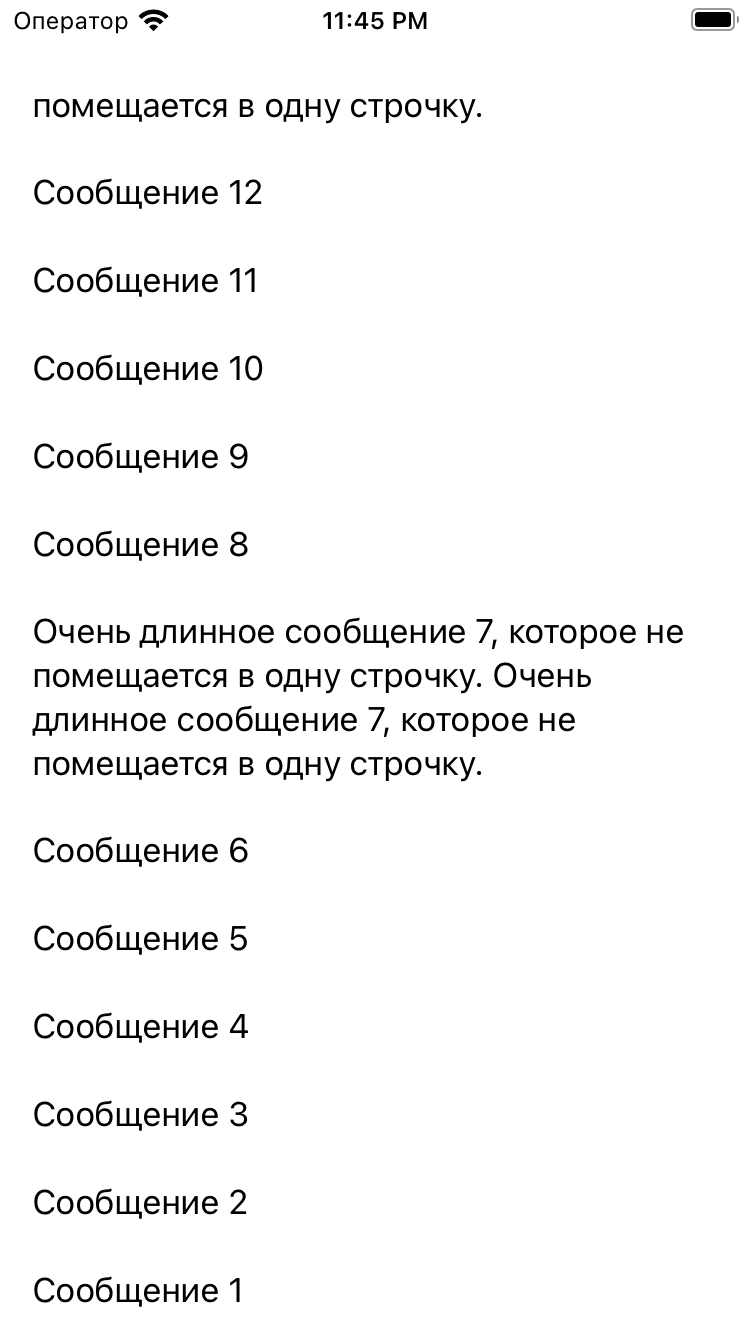 Оператор 11:45 PM
помещается в одну строчку.
Сообщение 12
Сообщение 11
Сообщение 10
Сообщение 9
Сообщение 8
Очень длинное сообщение 7, которое не
помещается в одну строчку. Очень
длинное сообщение 7, которое не
помещается в одну строчку.
Сообщение 6
Сообщение 5
Сообщение 4
Сообщение 3
Сообщение 2
Сообщение 1